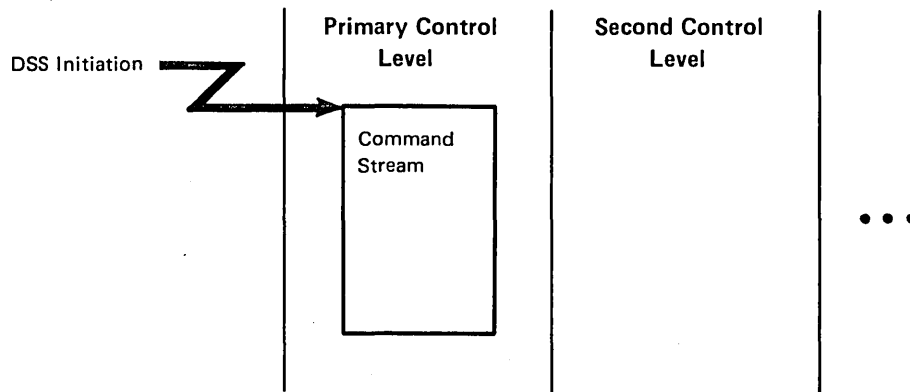 Primary Control
Level
Second Control
Level
DSS Initiation
Command
Stream